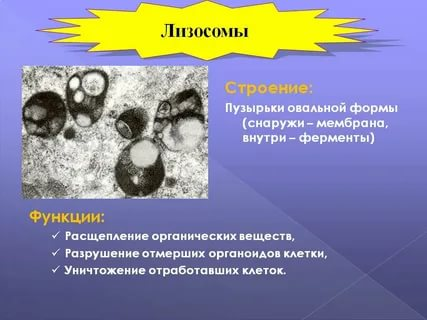 Лизосомы
Строение:
Пузырьки овальной формы
(снаружи – мембрана,
внутри – ферменты)
Функции:
✓ Расщепление органических веществ,
✓ Разрушение отмерших органоидов клетки,
✓ Уничтожение отработавших клеток.